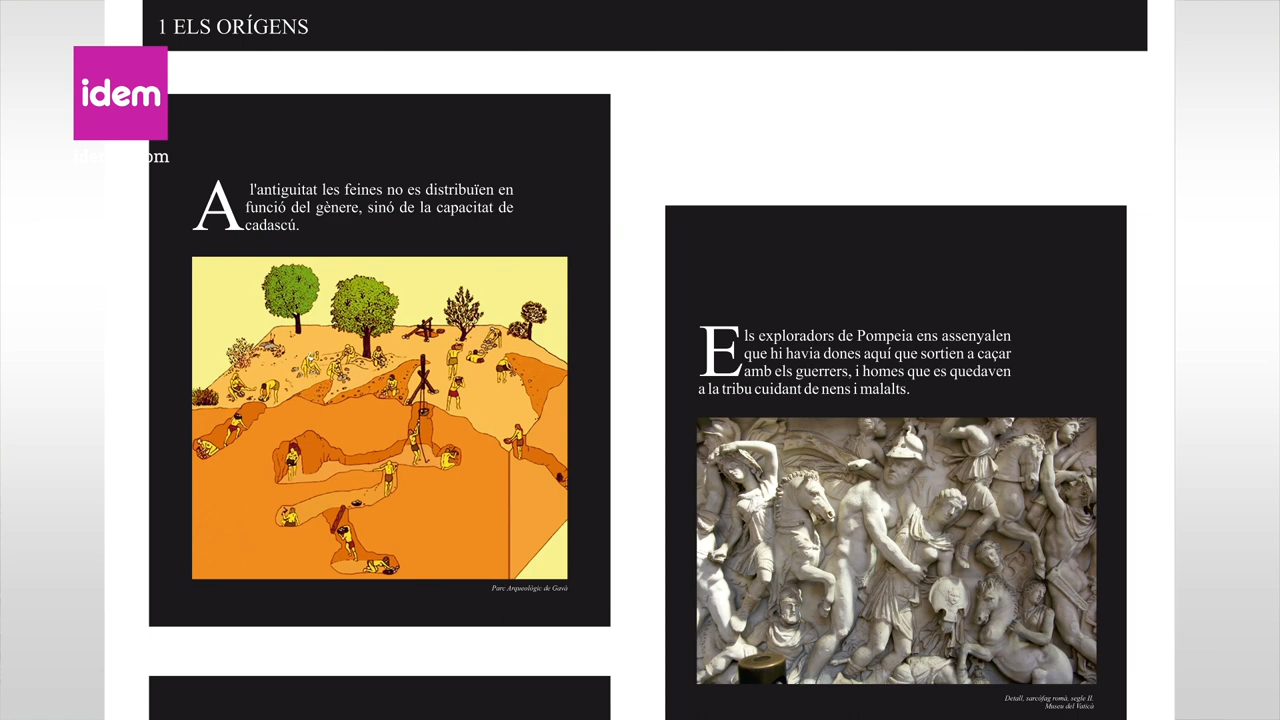 1 ELS ORÍGENS
idem
A l'antiguitat les feines no es distribuïen en
funció del gènere, sinó de la capacitat de
cadascú.
Parc Arqueològic de Gavà
Els exploradors de Pompeia ens assenyalen
que hi havia dones aquí que sortien a caçar
amb els guerrers, i homes que es quedaven
a la tribu cuidant de nens i malalts.
Detall, sarcòfag romà, segle II.
Museu del Vaticà